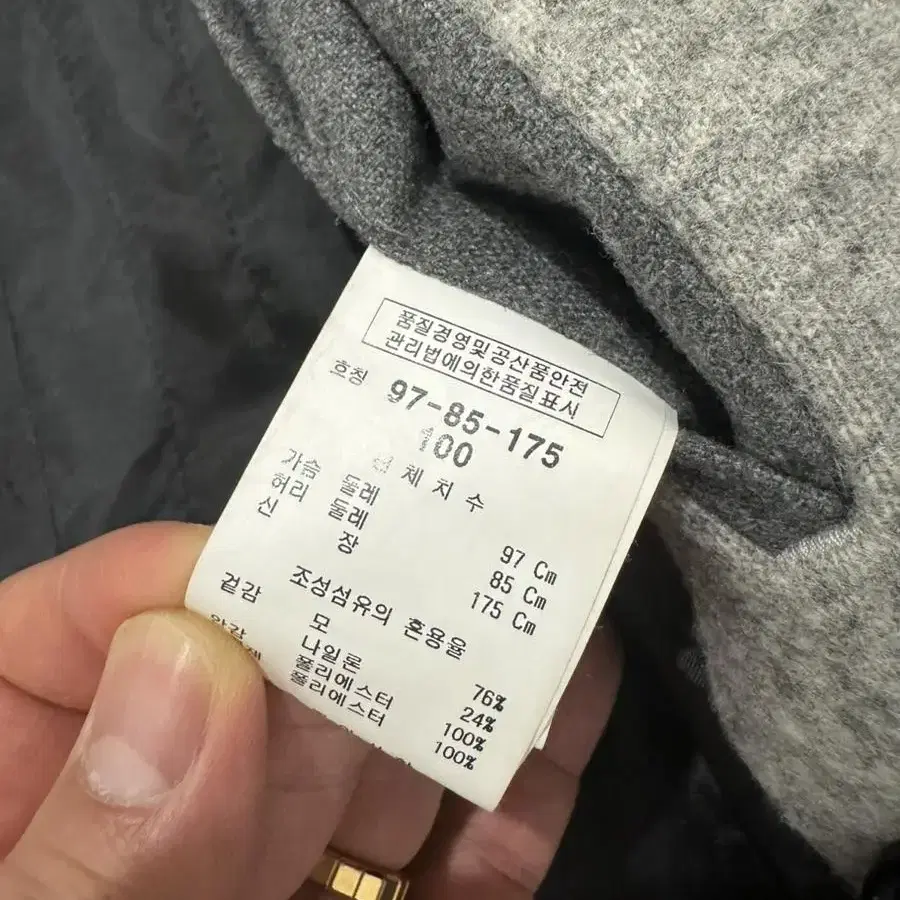 품질경영및공산품안전
관리법에의한품질표시
호칭 97-85-175
100
신체치수
가슴 둘레 97 Cm
허리 둘레 85 Cm
신 장 175 Cm
조성섬유의 혼용율
겉감 모 76%
나일론 24%
폴리에스터 100%
폴리에스터 100%